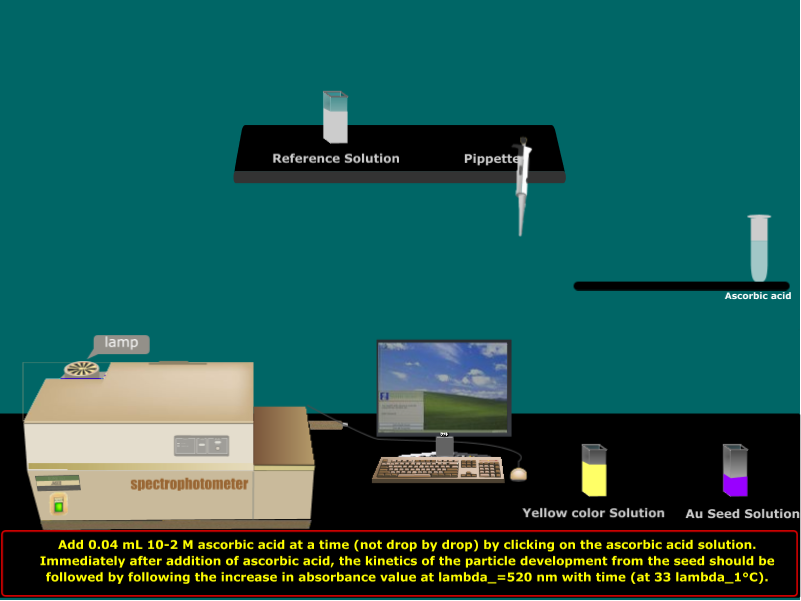 Reference Solution
Pippette
Ascorbic acid
lamp
spectrophotometer
Yellow color Solution
Au Seed Solution
Add 0.04 mL 10-2 M ascorbic acid at a time (not drop by drop) by clicking on the ascorbic acid solution.
Immediately after addition of ascorbic acid, the kinetics of the particle development from the seed should be
followed by following the increase in absorbance value at lambda_=520 nm with time (at 33 lambda_1°C).